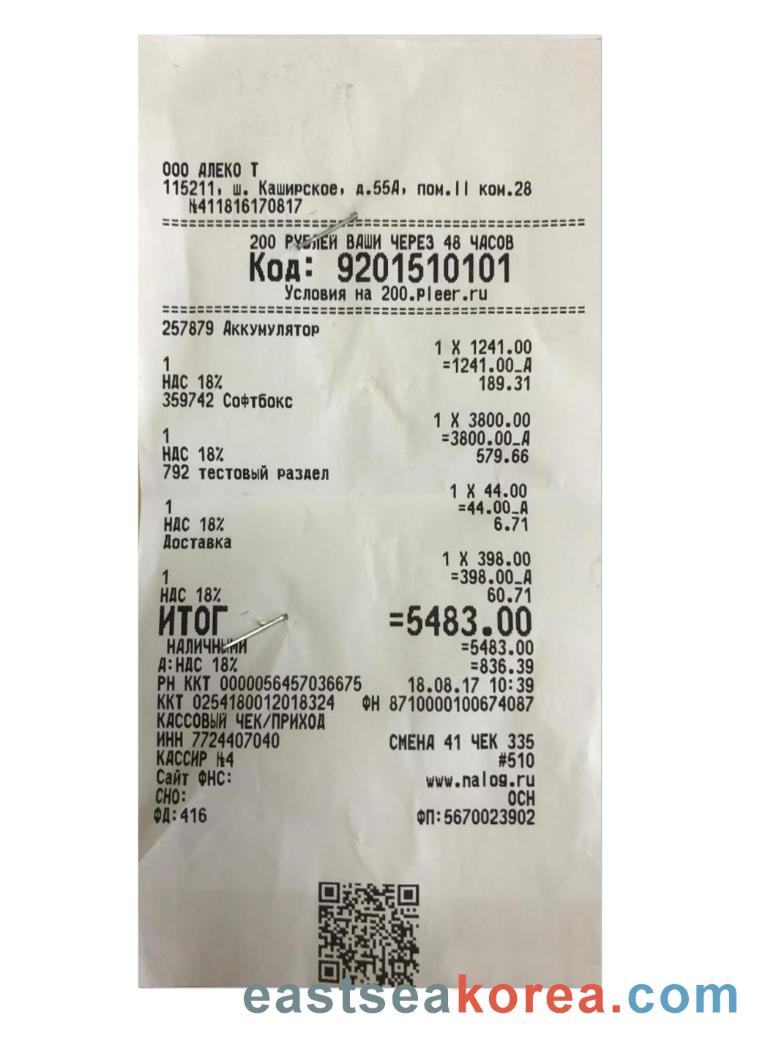 ООО АЛЕКО Т
115211, ш. Каширское, д.55А, пом.II ком.28
№411816170817
200 РУБЛЕЙ ВАШИ ЧЕРЕЗ 48 ЧАСОВ
Код: 9201510101
Условия на 200.pleer.ru
257879 Аккумулятор
1 X 1241.00
1 =1241.00_А
НДС 18% 189.31
359742 Софтбокс
1 X 3800.00
1 =3800.00_А
НДС 18% 579.66
792 тестовый раздел
1 X 44.00
1 =44.00_А
НДС 18% 6.71
Доставка
1 X 398.00
1 =398.00_А
НДС 18% 60.71
ИТОГ =5483.00
НАЛИЧНЫМИ =5483.00
А:НДС 18% =836.39
РН ККТ 0000056457036675 18.08.17 10:39
ККТ 0254180012018324 ФН 8710000100674087
КАССОВЫЙ ЧЕК/ПРИХОД
ИНН 7724407040 СМЕНА 41 ЧЕК 335
КАССИР №4 #510
Сайт ФНС: www.nalog.ru
СНО: ОСН
ФД:416 ФП:5670023902
eastseakorea.com